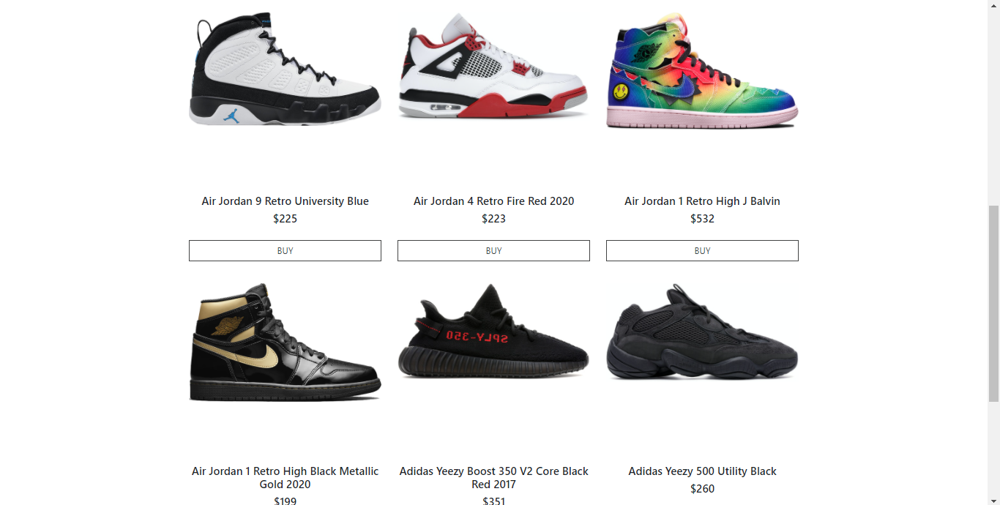 Air Jordan 9 Retro University Blue
$225
BUY
Air Jordan 4 Retro Fire Red 2020
$223
BUY
Air Jordan 1 Retro High J Balvin
$532
BUY
Air Jordan 1 Retro High Black Metallic
Gold 2020
$199
SPLY-350
Adidas Yeezy Boost 350 V2 Core Black
Red 2017
$351
Adidas Yeezy 500 Utility Black
$260